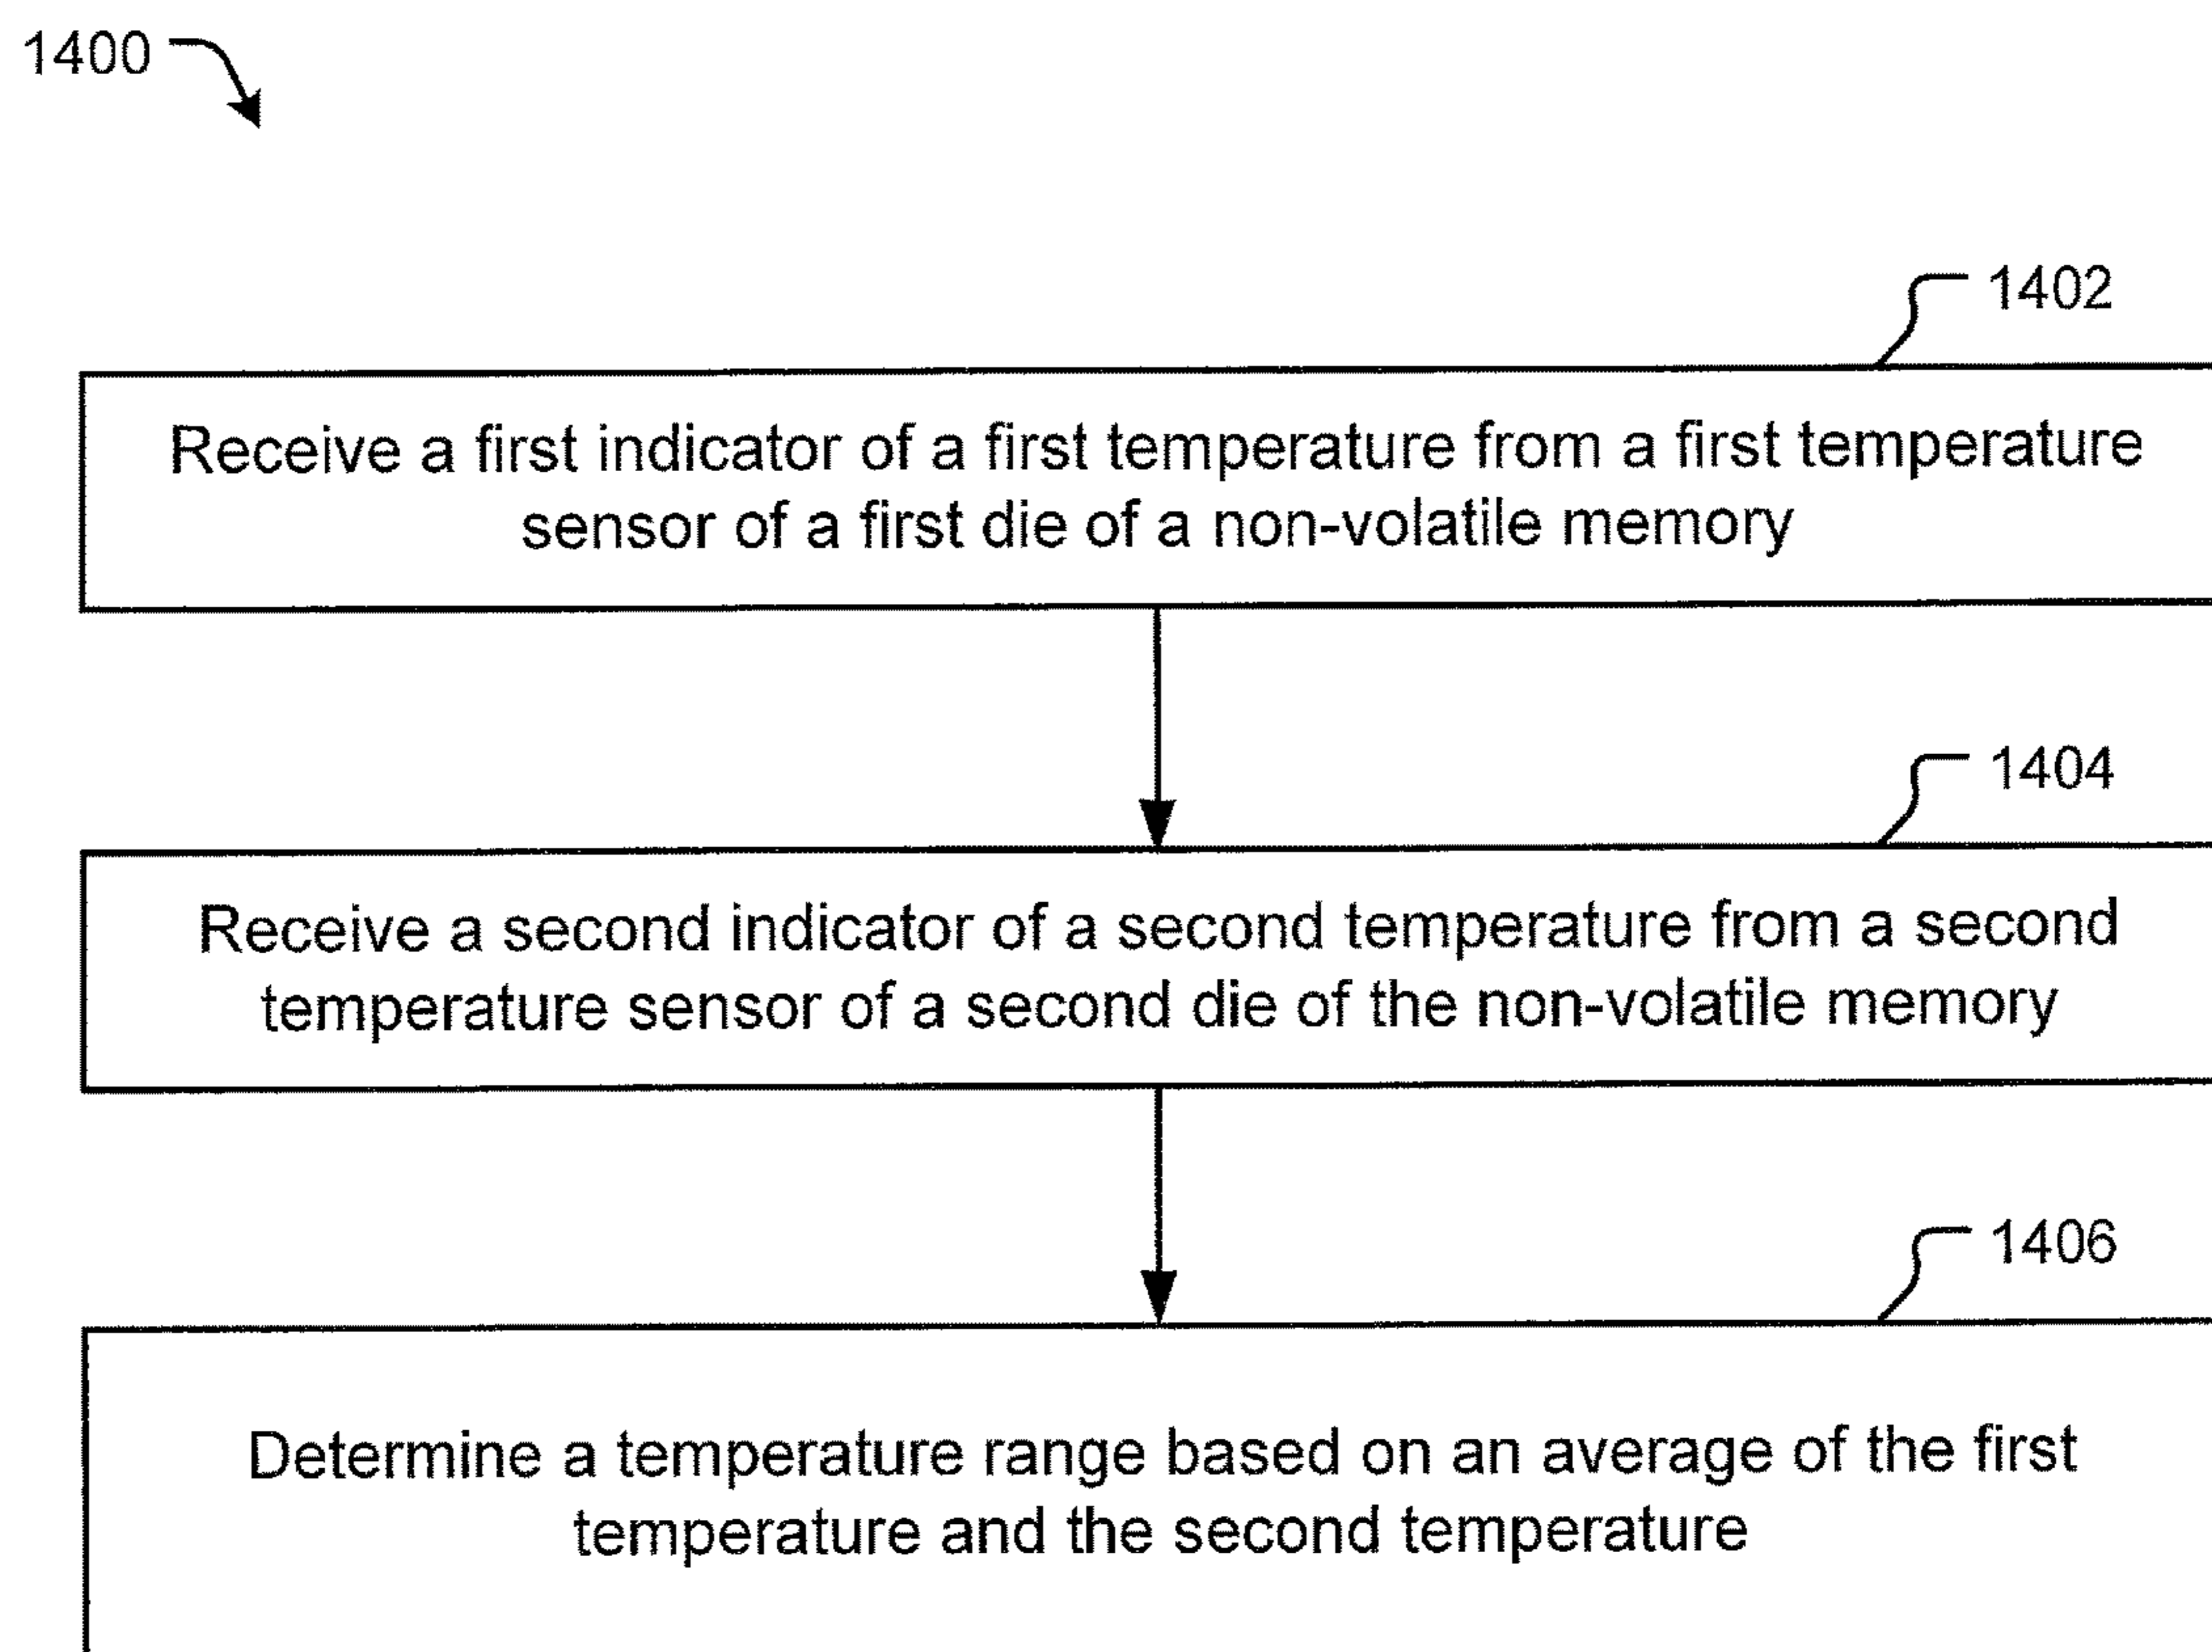 1400
1402
Receive a first indicator of a first temperature from a first temperature
sensor of a first die of a non-volatile memory
1404
Receive a second indicator of a second temperature from a second
temperature sensor of a second die of the non-volatile memory
1406
Determine a temperature range based on an average of the first
temperature and the second temperature